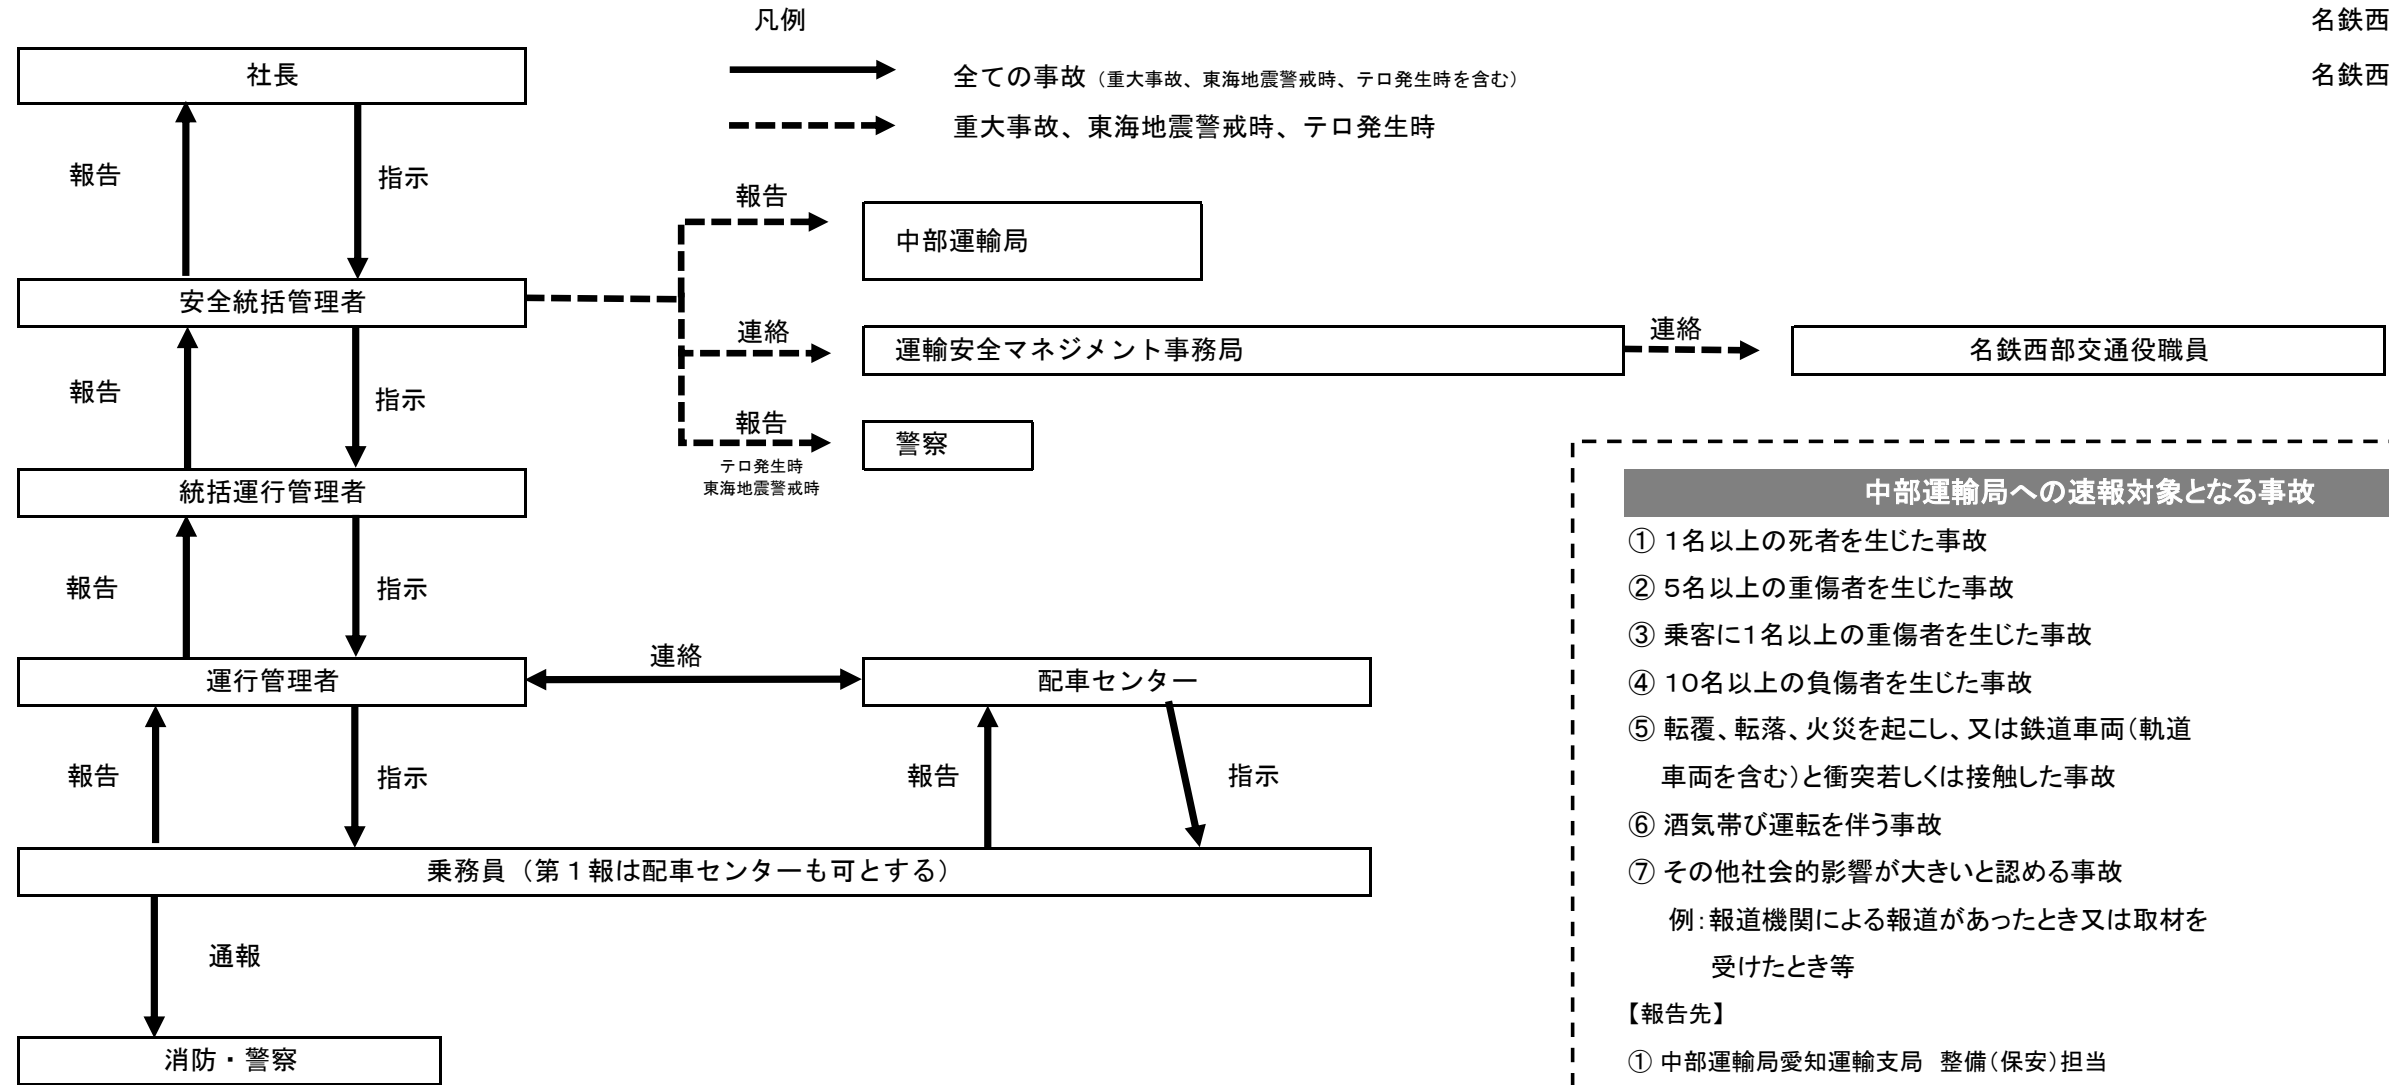 凡例
名鉄西
社長
全ての事故（重大事故、東海地震警戒時、テロ発生時を含む）
名鉄西
重大事故、東海地震警戒時、テロ発生時
報告
指示
報告
中部運輸局
安全統括管理者
連絡
運輸安全マネジメント事務局
連絡
名鉄西部交通役職員
報告
指示
報告
テロ発生時
東海地震警戒時
警察
統括運行管理者
中部運輸局への速報対象となる事故
① 1名以上の死者を生じた事故
② 5名以上の重傷者を生じた事故
③ 乗客に1名以上の重傷者を生じた事故
④ 10名以上の負傷者を生じた事故
⑤ 転覆、転落、火災を起こし、又は鉄道車両（軌道
車両を含む）と衝突若しくは接触した事故
⑥ 酒気帯び運転を伴う事故
⑦ その他社会的影響が大きいと認める事故
例：報道機関による報道があったとき又は取材を
受けたとき等
【報告先】
① 中部運輸局愛知運輸支局　整備（保安）担当
報告
指示
運行管理者
連絡
配車センター
報告
指示
報告
指示
乗務員（第１報は配車センターも可とする）
通報
消防・警察